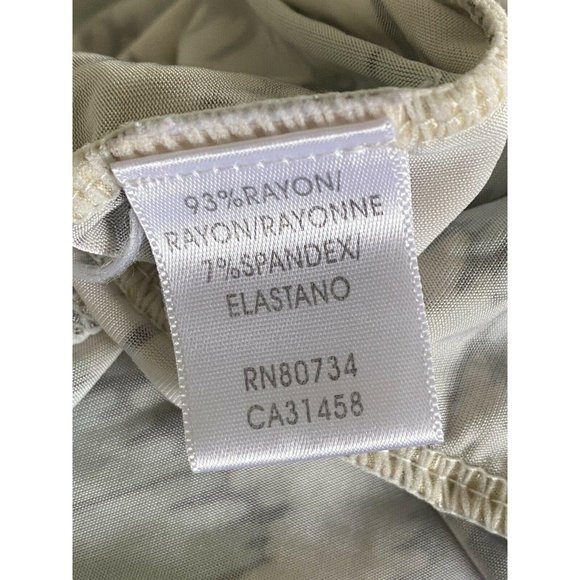 93%RAYON/
RAYON/RAYONNE
7%SPANDEX/
ELASTANO
RN80734
CA31458